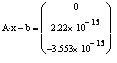 0
A·x − b = 2.22× 10⁻¹⁵
−3.553× 10⁻¹⁵